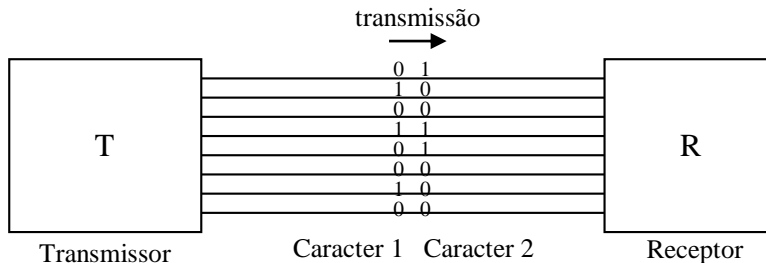 transmissão
0 1
1 0
0 0
1 1
T
0 1
R
0 0
1 0
0 0
Transmissor
Caracter 1
Caracter 2
Receptor